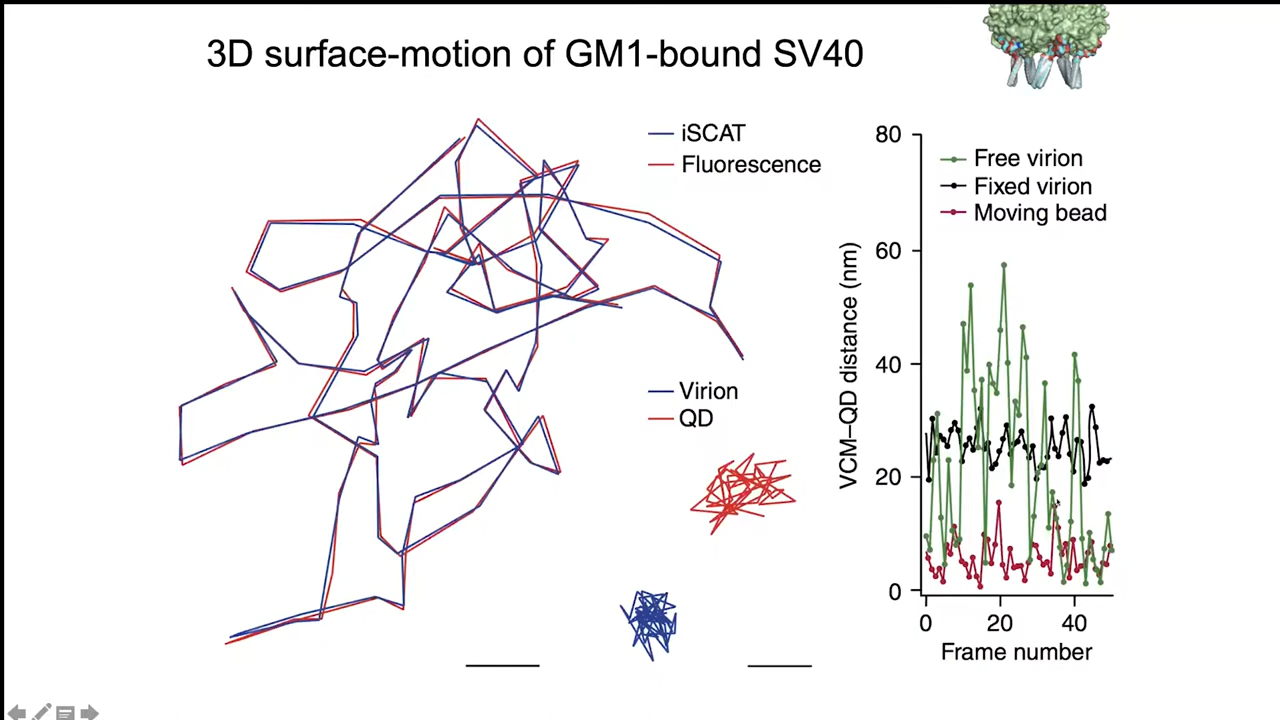 3D surface-motion of GM1-bound SV40
iSCAT
Fluorescence
Virion
QD
80
60
40
20
0
VCM–QD distance (nm)
Free virion
Fixed virion
Moving bead
0 20 40
Frame number